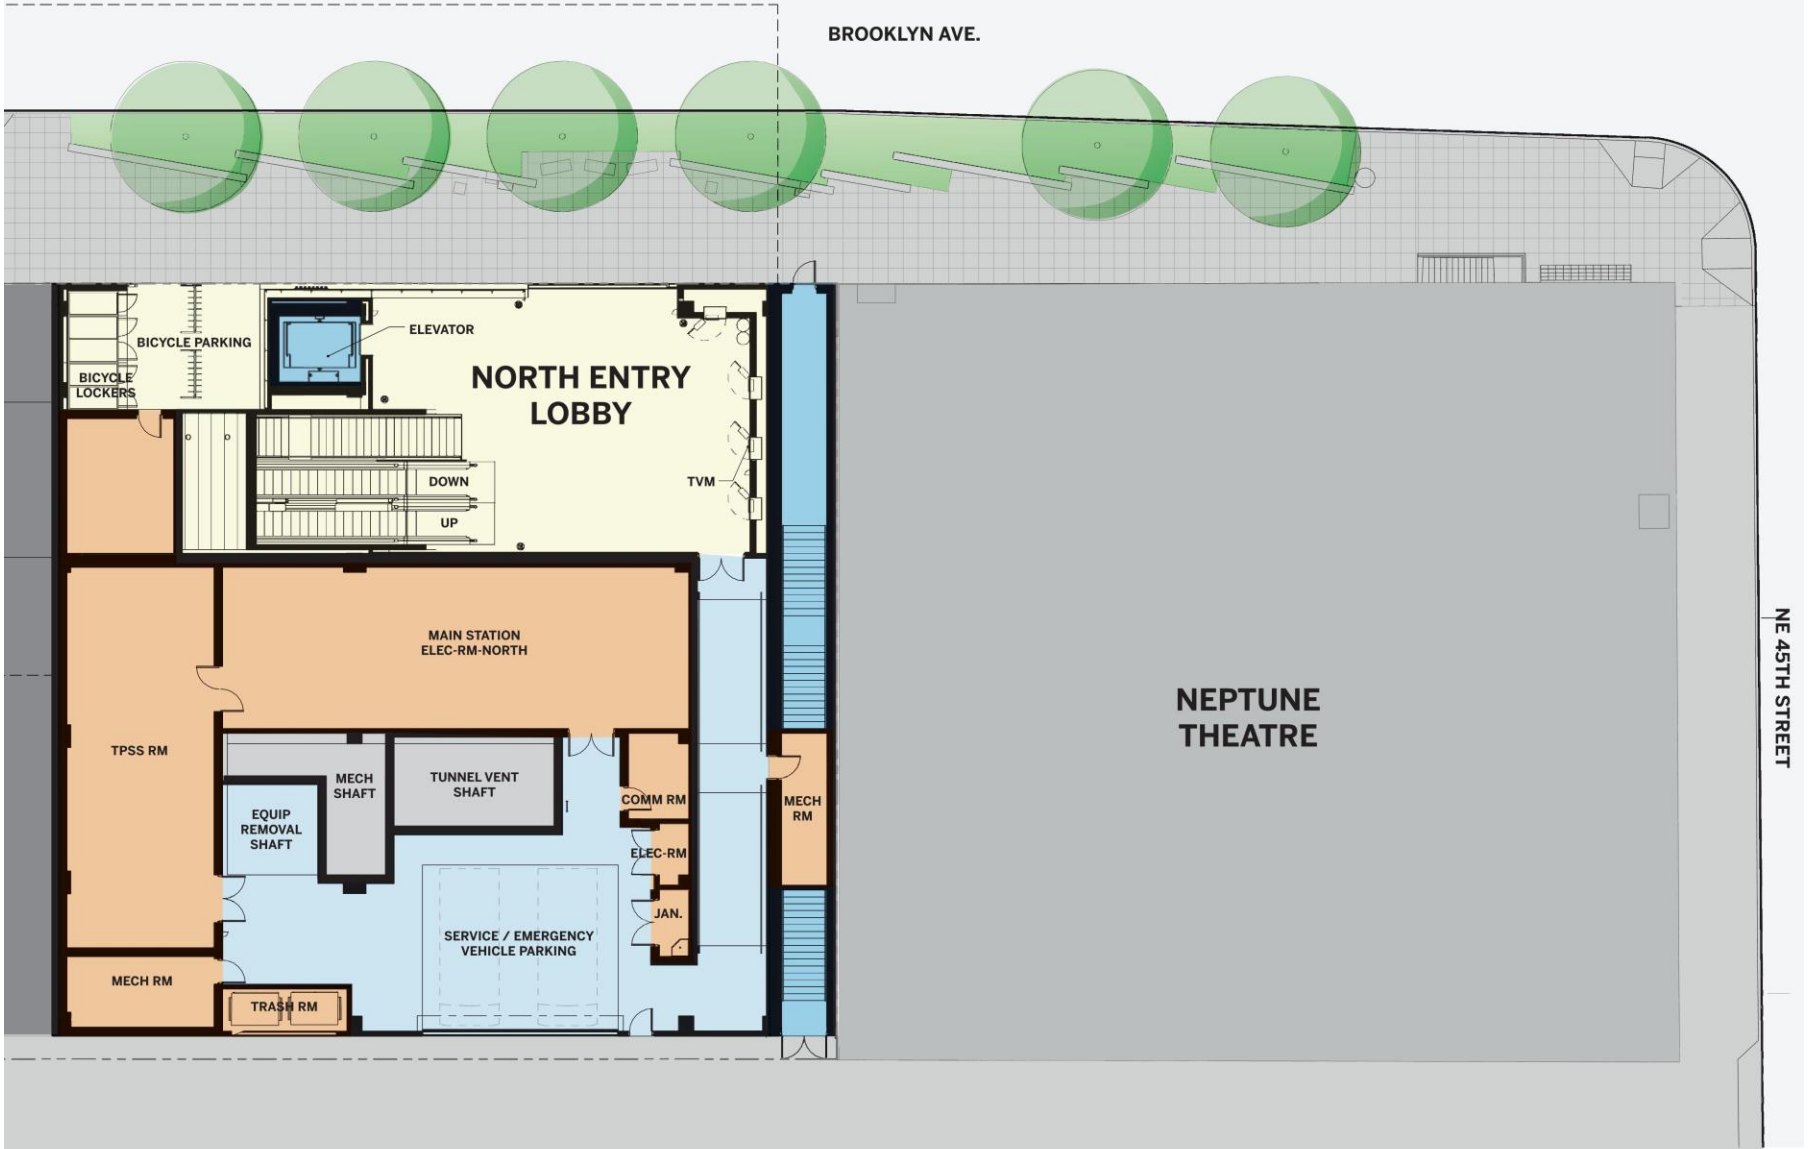 BROOKLYN AVE.
ELEVATOR
BICYCLE PARKING
BICYCLE
LOCKERS
NORTH ENTRY
LOBBY
DOWN
TVM
UP
NE 45TH STREET
MAIN STATION
ELEC-RM-NORTH
NEPTUNE
THEATRE
TPSS RM
MECH
SHAFT
TUNNEL VENT
SHAFT
COMM RM
MECH
RM
EQUIP
REMOVAL
SHAFT
ELEC-RM
JAN.
SERVICE / EMERGENCY
VEHICLE PARKING
MECH RM
TRASH RM